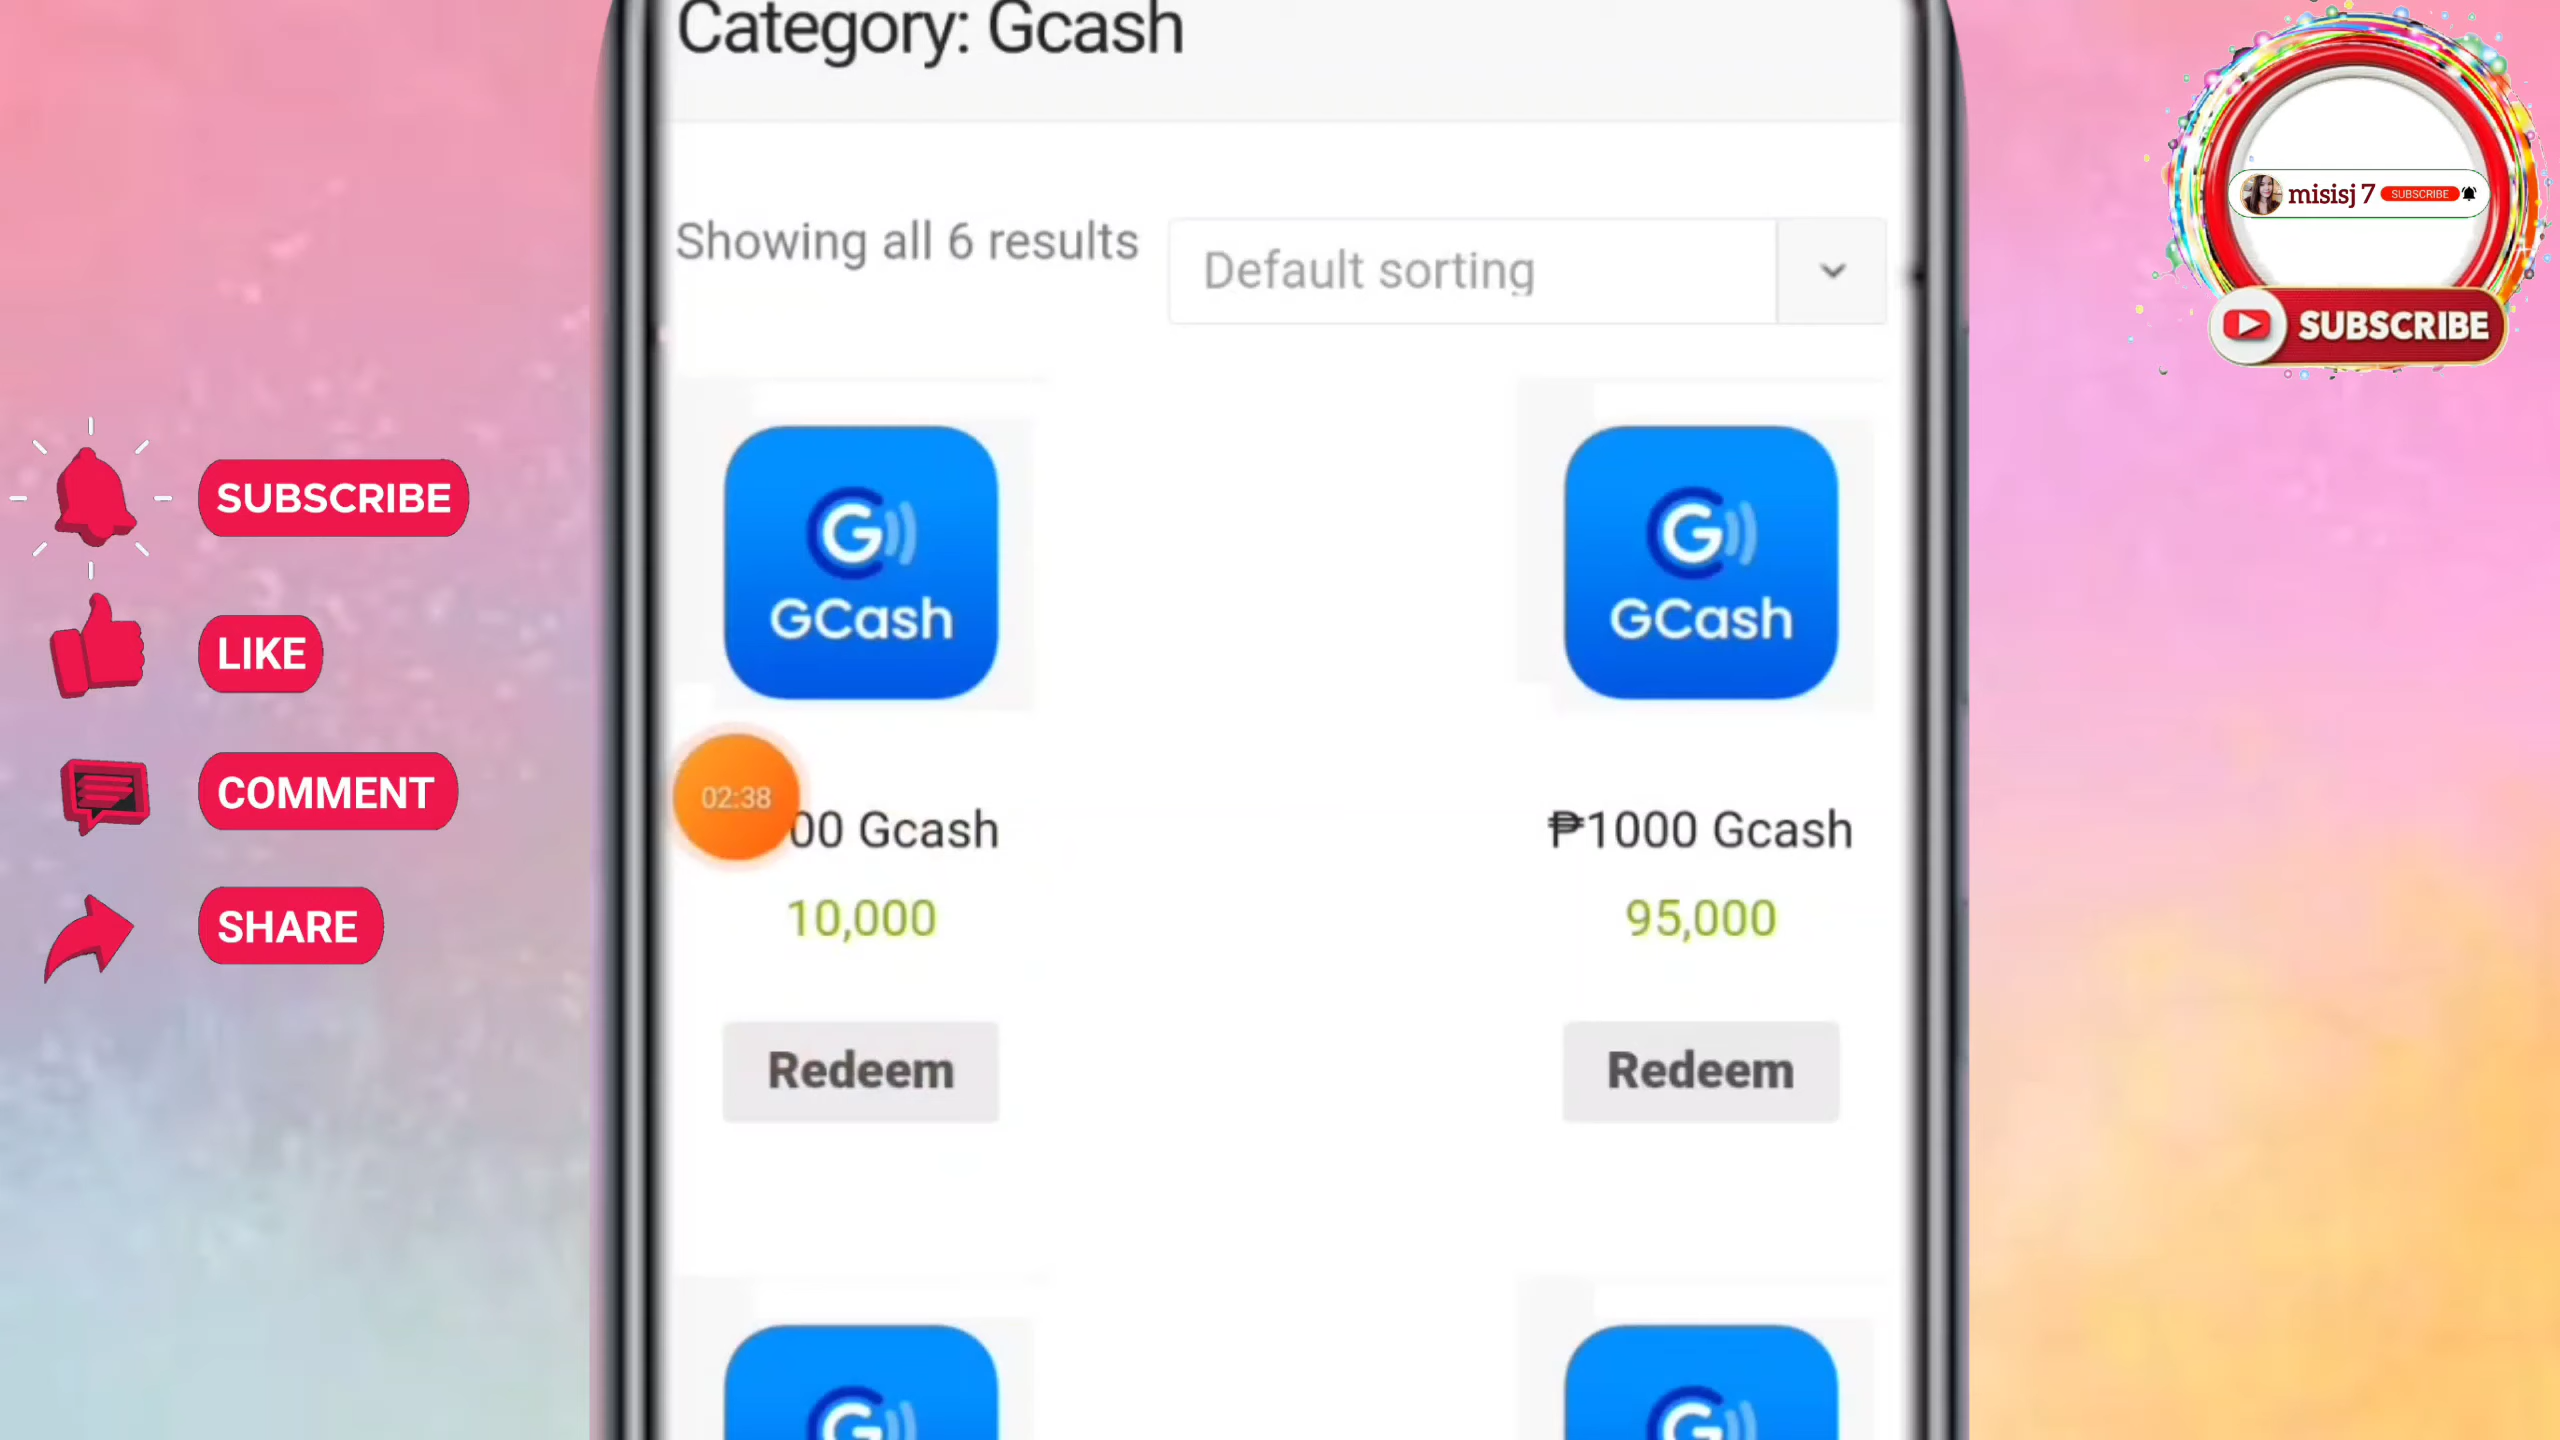 Category: Gcash
misisj 7 SUBSCRIBE
Showing all 6 results
Default sorting
SUBSCRIBE
SUBSCRIBE
LIKE
COMMENT
SHARE
GCash
GCash
02:38
00 Gcash
₱1000 Gcash
10,000
95,000
Redeem
Redeem